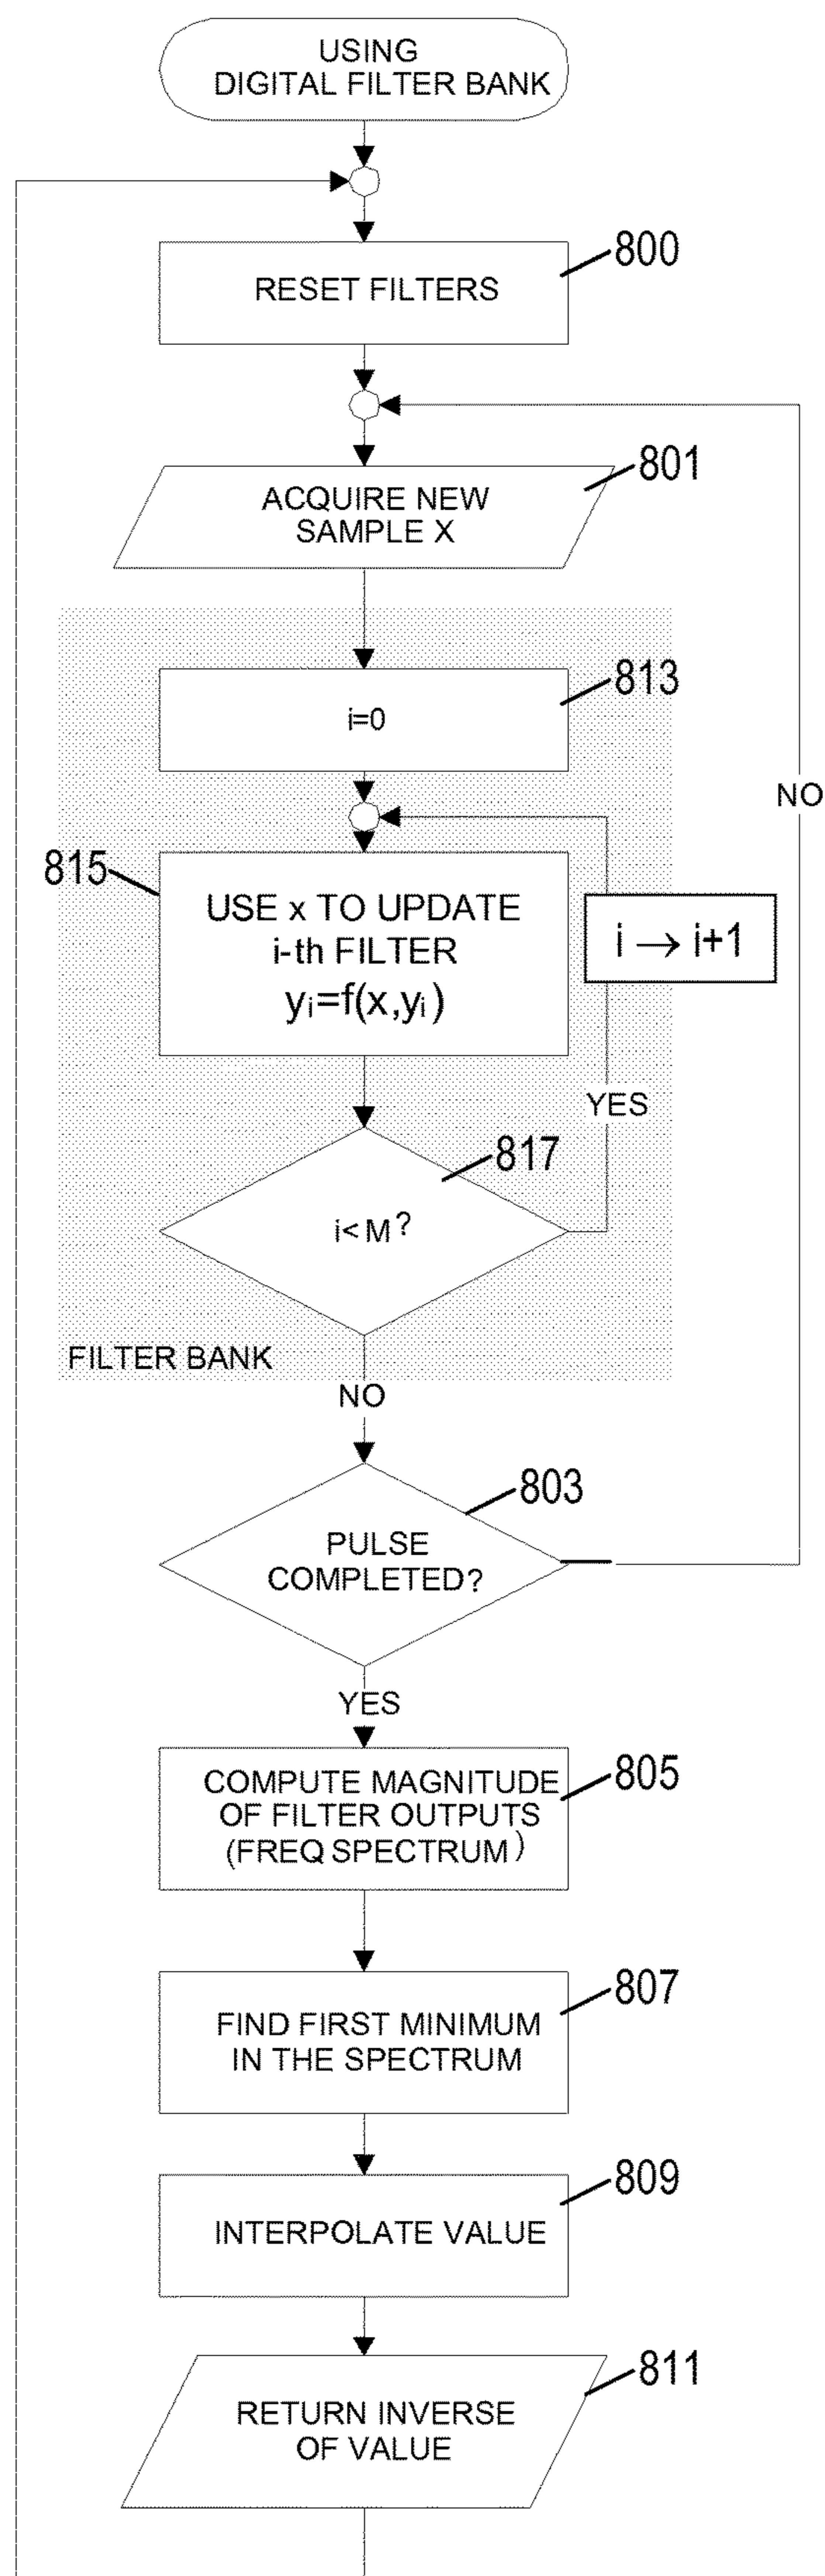 USING
DIGITAL FILTER BANK
800
RESET FILTERS
801
ACQUIRE NEW
SAMPLE X
813
i=0
NO
815
USE x TO UPDATE
i-th FILTER
yi=f(x,yi)
i → i+1
YES
817
i< M?
FILTER BANK
NO
803
PULSE
COMPLETED?
YES
805
COMPUTE MAGNITUDE
OF FILTER OUTPUTS
(FREQ SPECTRUM)
807
FIND FIRST MINIMUM
IN THE SPECTRUM
809
INTERPOLATE VALUE
811
RETURN INVERSE
OF VALUE